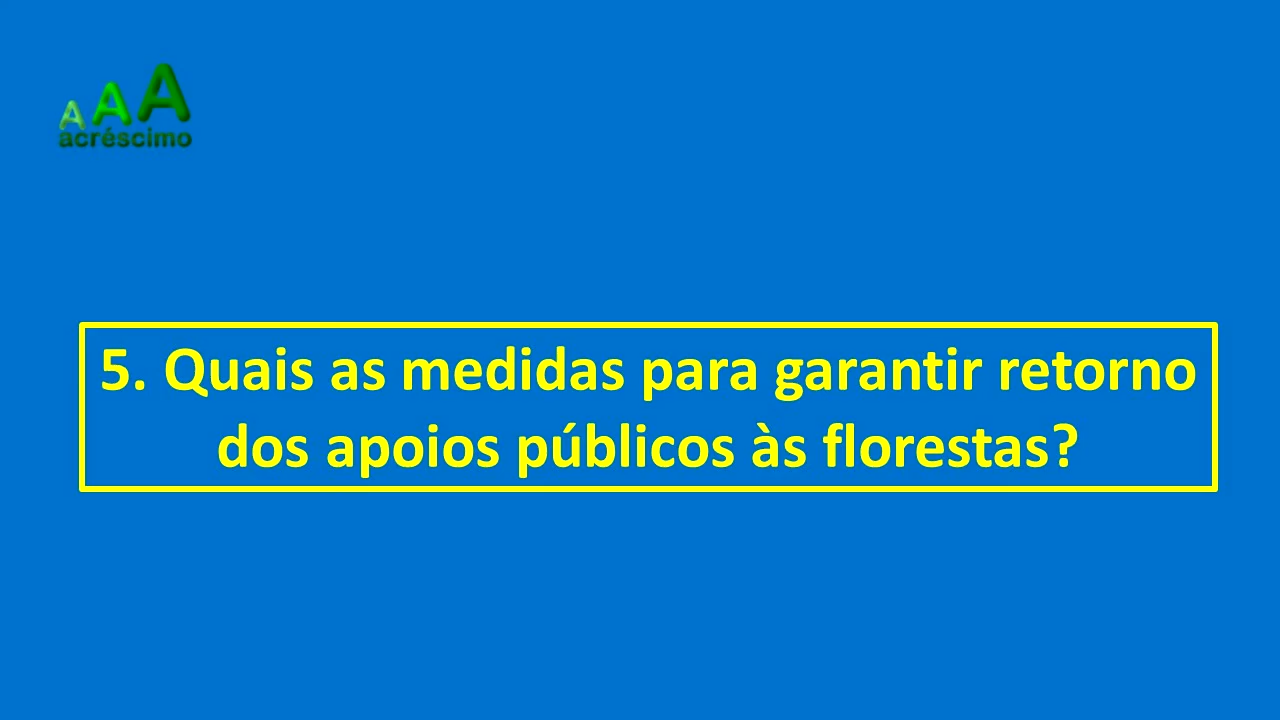 A A A
acréscimo
5. Quais as medidas para garantir retorno
dos apoios públicos às florestas?